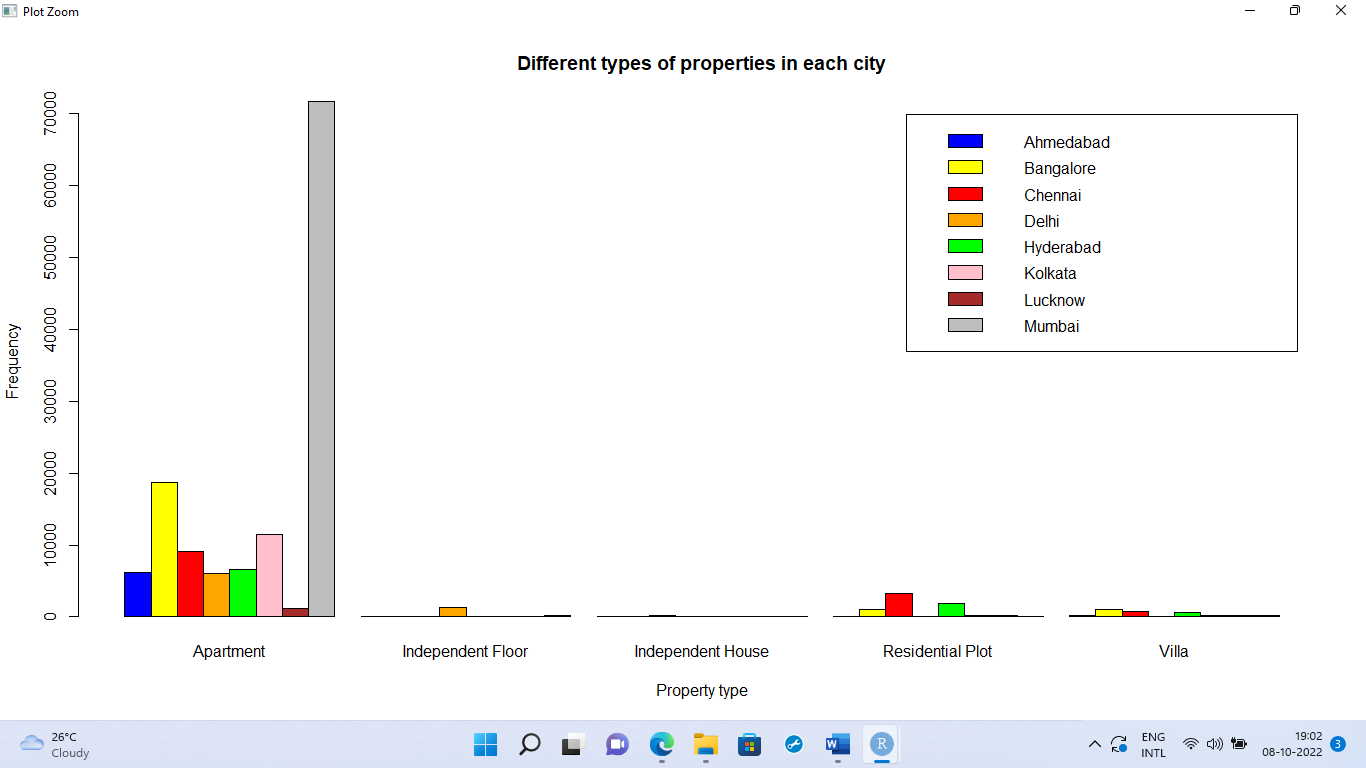 Plot Zoom
Different types of properties in each city
Frequency
70000
60000
50000
40000
30000
20000
10000
0
Ahmedabad
Bangalore
Chennai
Delhi
Hyderabad
Kolkata
Lucknow
Mumbai
Apartment Independent Floor Independent House Residential Plot Villa
Property type
26°C
Cloudy
W
R
ENG
INTL
19:02
08-10-2022
3